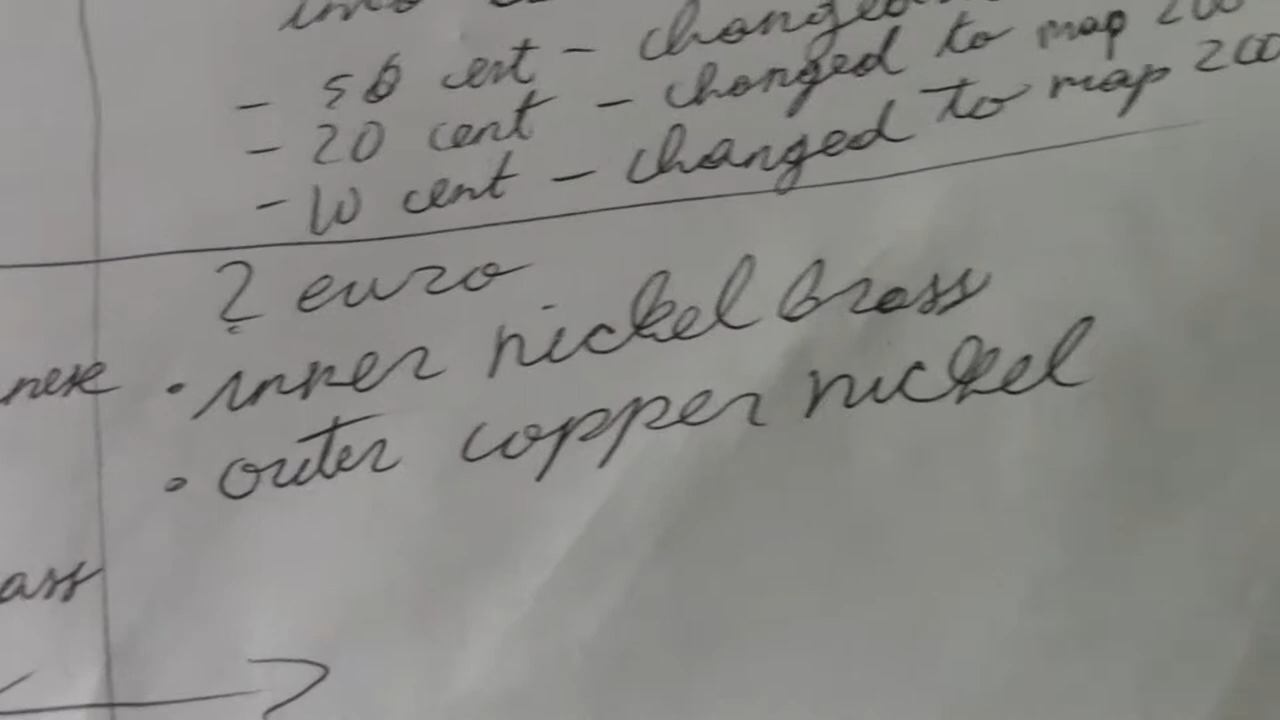 - 50 cent - changed
- 20 cent - changed to map 200
- 10 cent - changed to map 200
2 euro
• inner nickel brass
• outer copper nickel